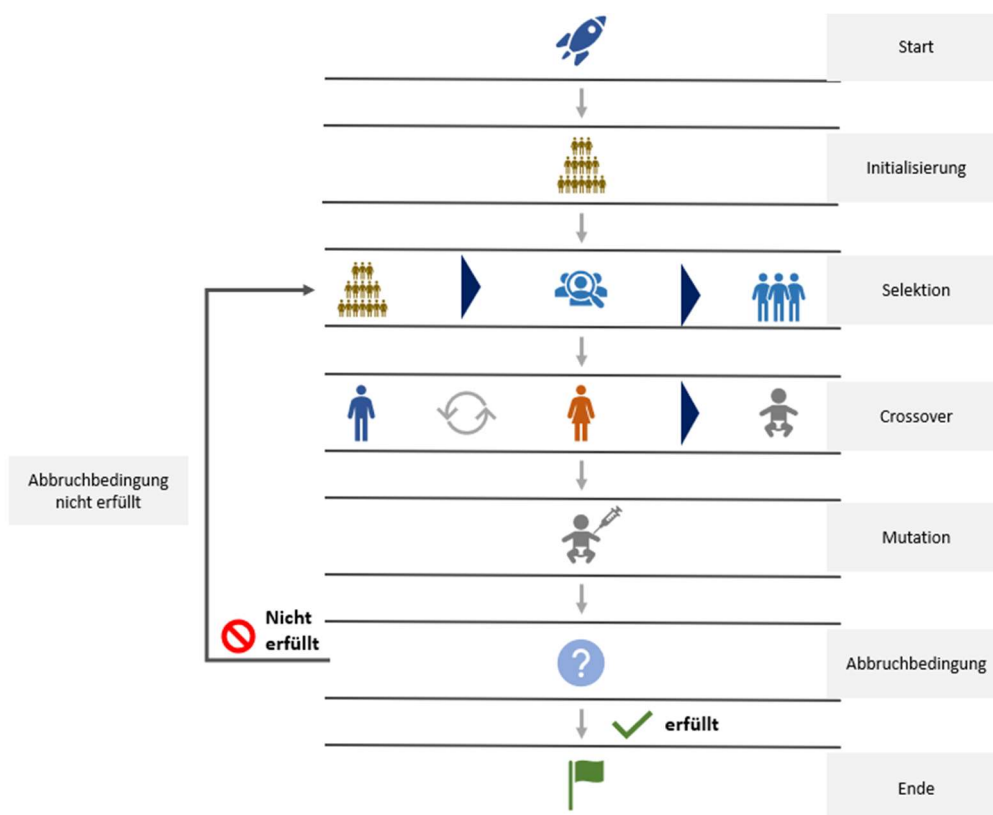 Start
Initialisierung
Selektion
Crossover
Abbruchbedingung
nicht erfüllt
Mutation
Nicht
erfüllt
?
Abbruchbedingung
erfüllt
Ende